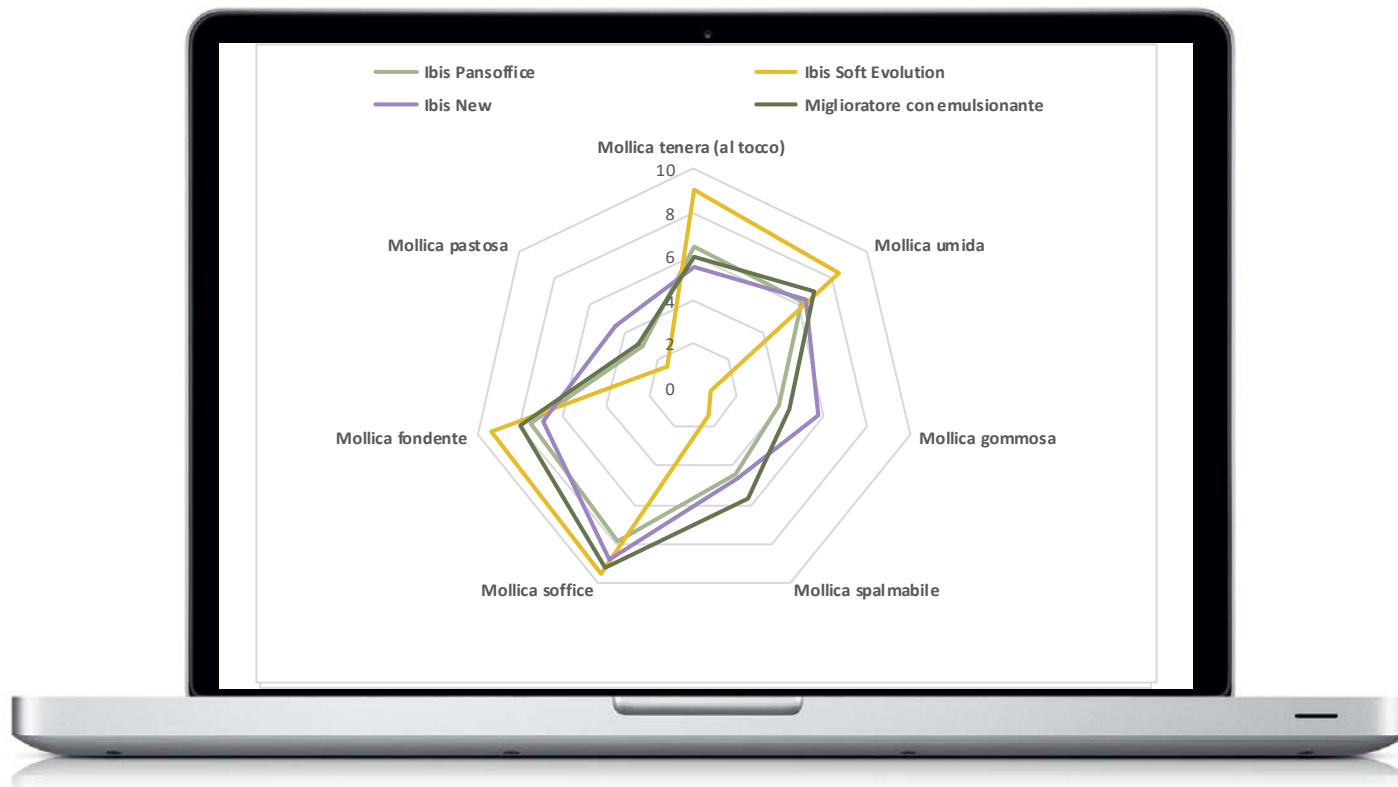 Ibis Pansoffice
Ibis Soft Evolution
Ibis New
Miglioratore con emulsionante
Mollica tenera (al tocco)
10
8
6
4
2
0
Mollica umida
Mollica gommosa
Mollica spalmabile
Mollica soffice
Mollica fondente
Mollica pastosa